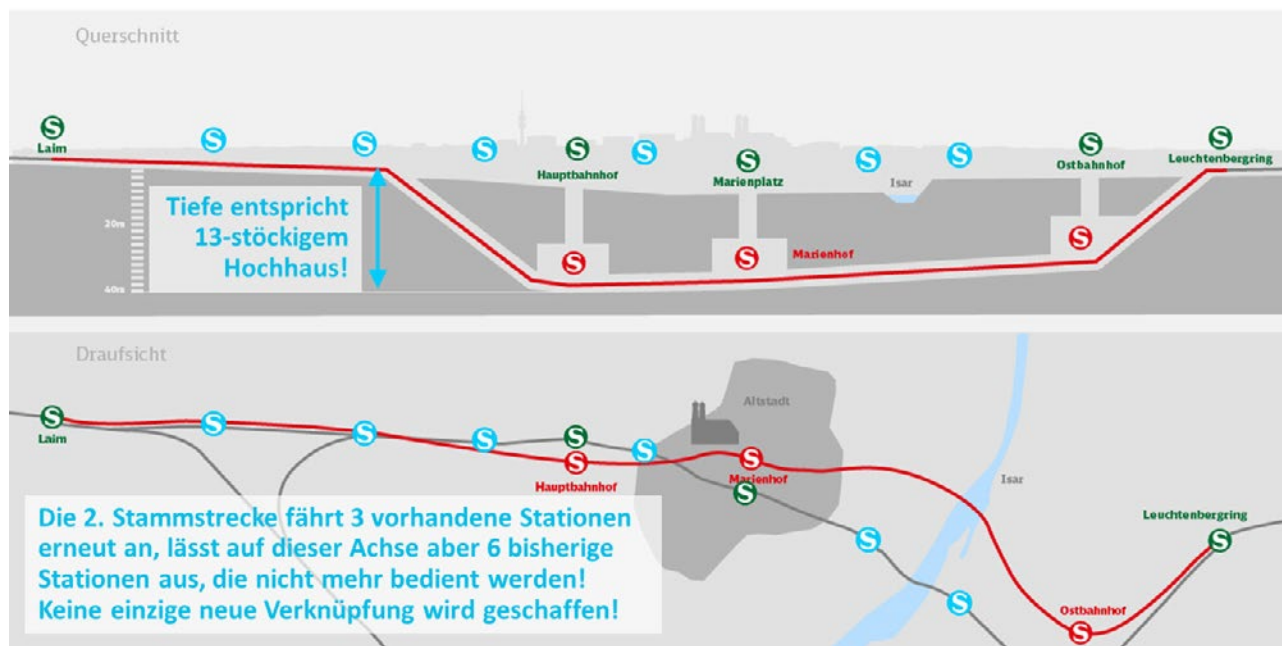 Querschnitt
S
Laim
S
S
S
S
Hauptbahnhof
S
S
Marienplatz
S
S
Isar
S
Ostbahnhof
S
Leuchtenbergring
Tiefe entspricht
13-stöckigem
Hochhaus!
20m
40m
S
S
Marienhof
S
Draufsicht
S
Laim
S
S
S
S
S
Hauptbahnhof
S
Altstadt
S
Marienhof
S
S
S
Isar
Leuchtenbergring
S
Ostbahnhof
S
Die 2. Stammstrecke fährt 3 vorhandene Stationen
erneut an, lässt auf dieser Achse aber 6 bisherige
Stationen aus, die nicht mehr bedient werden!
Keine einzige neue Verknüpfung wird geschaffen!